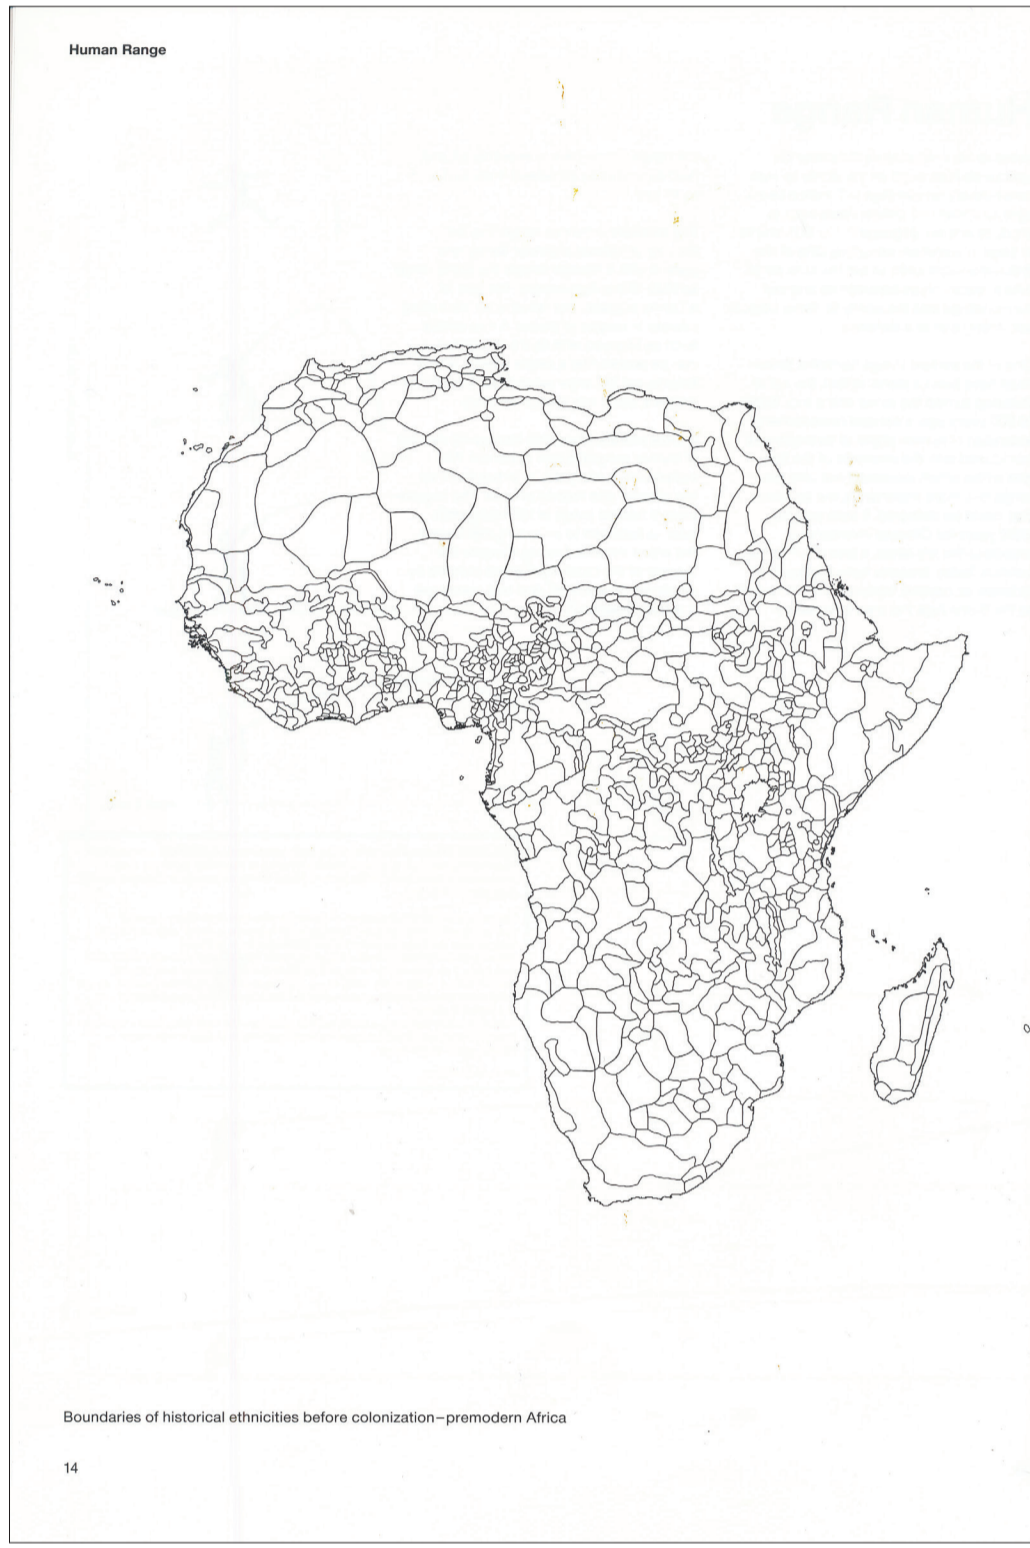 Human Range
Boundaries of historical ethnicities before colonization–premodern Africa
14